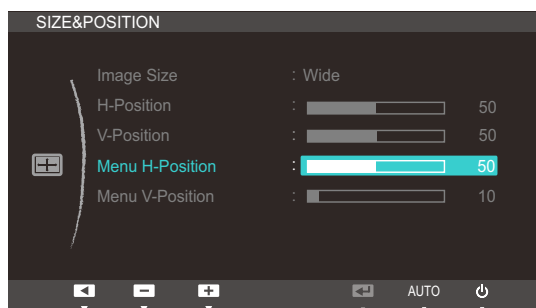 SIZE&POSITION
Image Size : Wide
H-Position : 50
V-Position : 50
Menu H-Position : 50
Menu V-Position : 10
AUTO